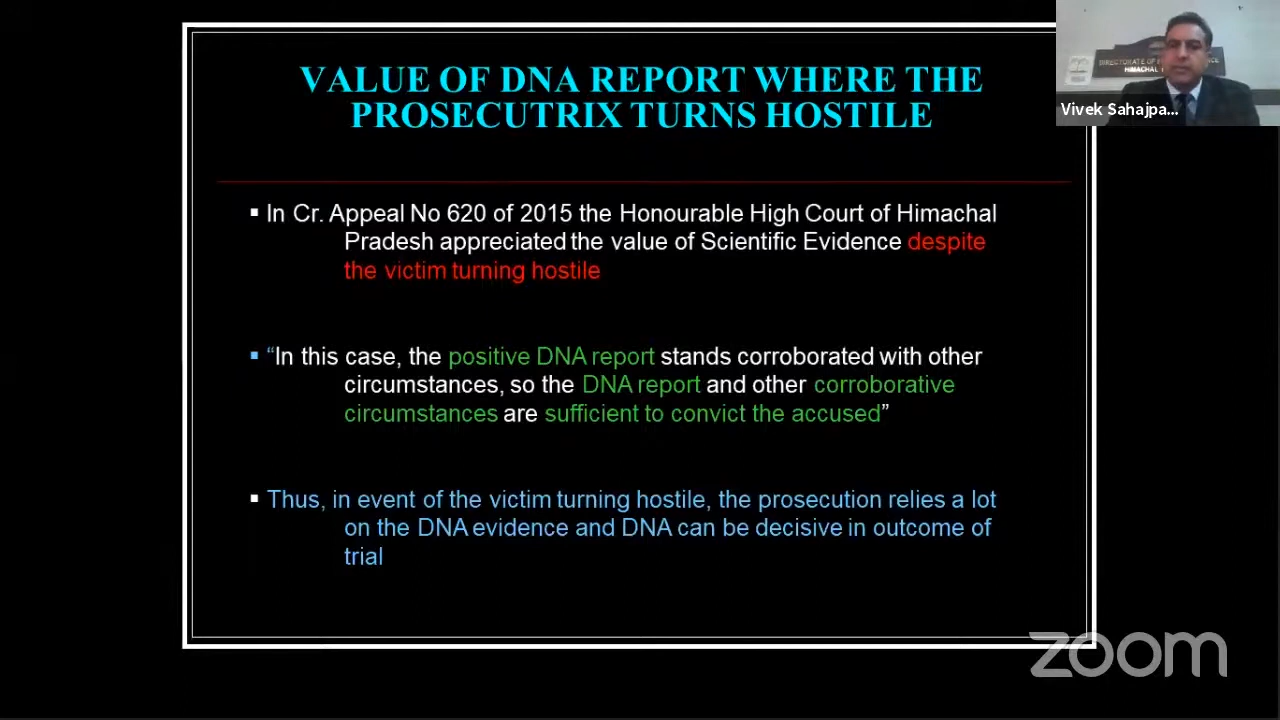 VALUE OF DNA REPORT WHERE THE
PROSECUTRIX TURNS HOSTILE
▪ In Cr. Appeal No 620 of 2015 the Honourable High Court of Himachal
Pradesh appreciated the value of Scientific Evidence despite
the victim turning hostile
▪ “In this case, the positive DNA report stands corroborated with other
circumstances, so the DNA report and other corroborative
circumstances are sufficient to convict the accused”
▪ Thus, in event of the victim turning hostile, the prosecution relies a lot
on the DNA evidence and DNA can be decisive in outcome of
trial
DIRECTORATE OF
HIMACHAL
Vivek Sahajpa...
zoom